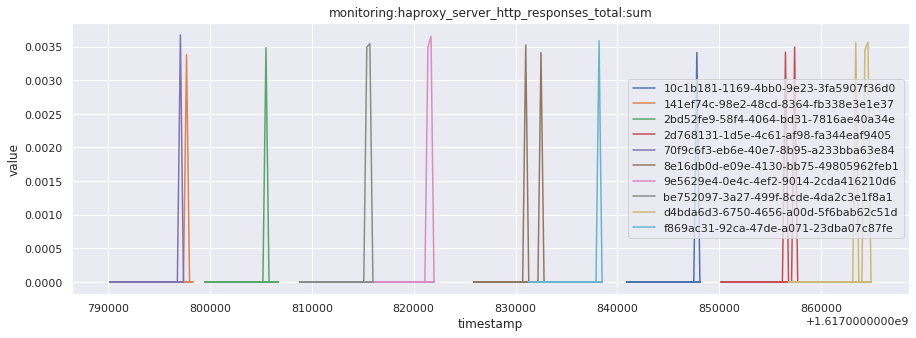 monitoring:haproxy_server_http_responses_total:sum
0.0035
0.0030
0.0025
0.0020
0.0015
0.0010
0.0005
0.0000
value
10c1b181-1169-4bb0-9e23-3fa5907f36d0
141ef74c-98e2-48cd-8364-fb338e3e1e37
2bd52fe9-58f4-4064-bd31-7816ae40a34e
2d768131-1d5e-4c61-af98-fa344eaf9405
70f9c6f3-eb6e-40e7-8b95-a233bba63e84
8e16db0d-e09e-4130-bb75-49805962feb1
9e5629e4-0e4c-4ef2-9014-2cda416210d6
be752097-3a27-499f-8cde-4da2c3e1f8a1
d4bda6d3-6750-4656-a00d-5f6bab62c51d
f869ac31-92ca-47de-a071-23dba07c87fe
790000 800000 810000 820000 830000 840000 850000 860000
+1.6170000000e9
timestamp